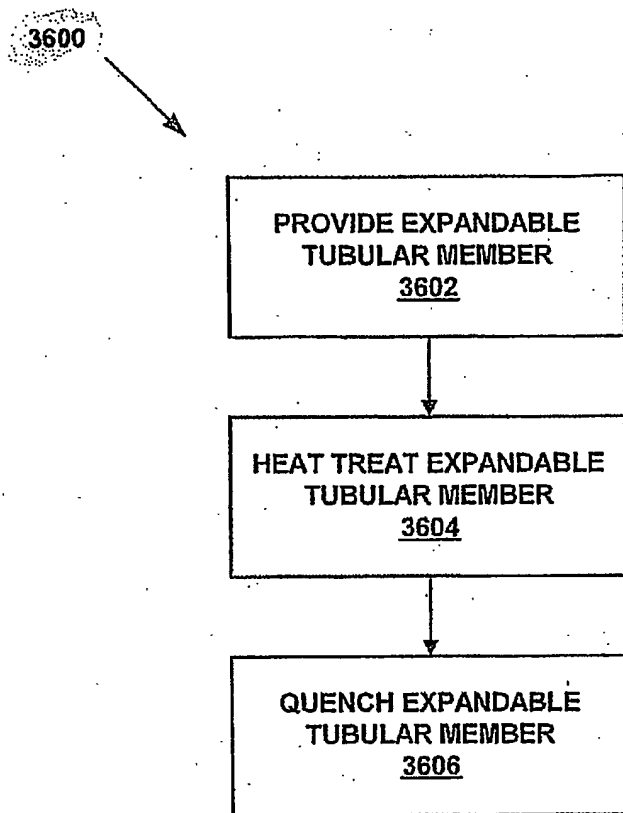 3600
PROVIDE EXPANDABLE
TUBULAR MEMBER
3602
HEAT TREAT EXPANDABLE
TUBULAR MEMBER
3604
QUENCH EXPANDABLE
TUBULAR MEMBER
3606